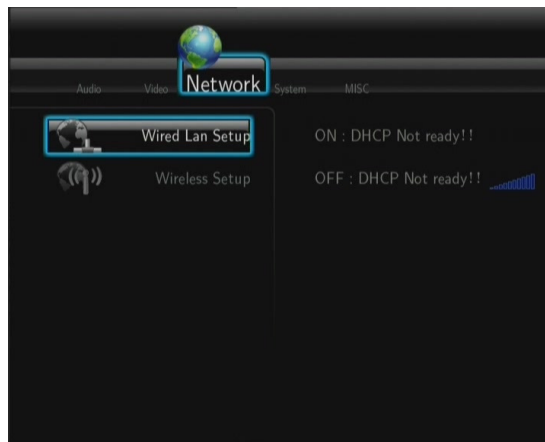 Audio Video Network System MISC
Wired Lan Setup ON : DHCP Not ready!!
Wireless Setup OFF : DHCP Not ready!!